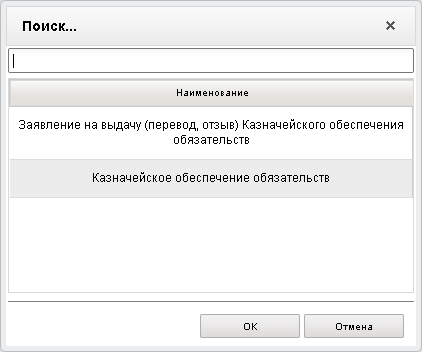 Поиск...
Наименование
Заявление на выдачу (перевод, отзыв) Казначейского обеспечения
обязательств
Казначейское обеспечение обязательств
ОК
Отмена